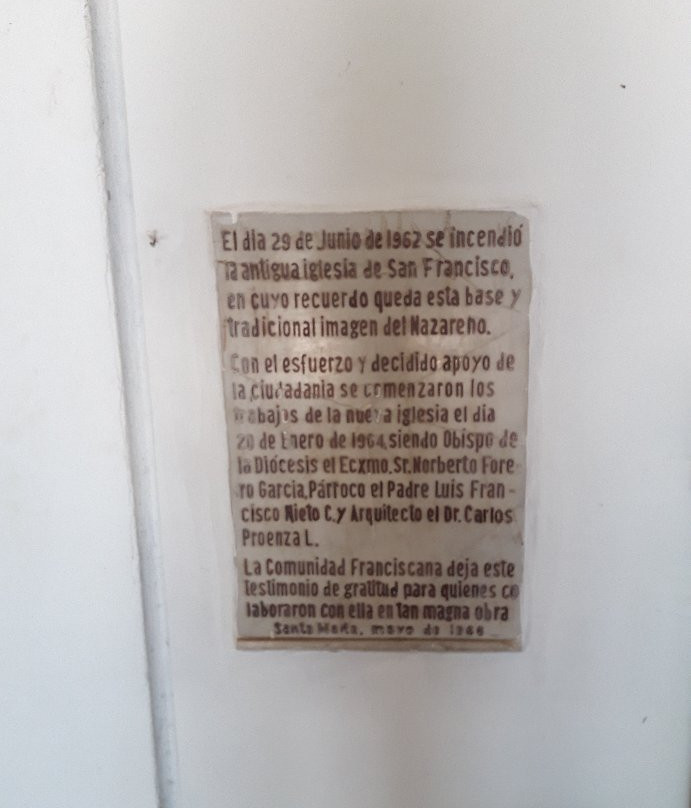 El dia 29 de Junio de 1962 se incendió
la antigua iglesia de San Francisco,
en cuyo recuerdo queda esta base y
tradicional imagen del Nazareno.
Con el esfuerzo y decidido apoyo de
la ciudadania se comenzaron los
trabajos de la nueva iglesia el dia
20 de Enero de 1964, siendo Obispo de
la Diócesis el Ecxmo. Sr. Norberto Fore-
ro Garcia, Párroco el Padre Luis Fran-
cisco Nieto C. y Arquitecto el Dr. Carlos
Proenza L.
La Comunidad Franciscana deja este
testimonio de gratitud para quienes co
laboraron con ella en tan magna obra
Santa Marta, mayo de 1966